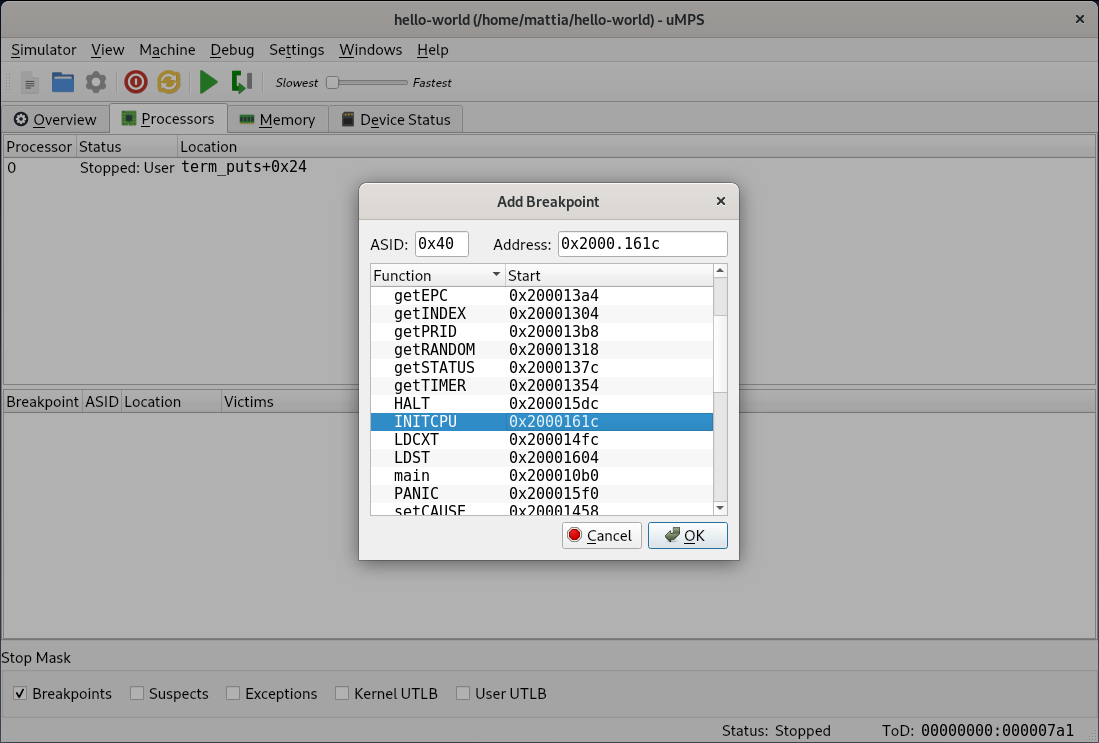 hello-world (/home/mattia/hello-world) - uMPS
Simulator View Machine Debug Settings Windows Help
Slowest Fastest
Overview Processors Memory Device Status
Processor Status Location
0 Stopped: User term_puts+0x24
Add Breakpoint
ASID: 0x40 Address: 0x2000.161c
Function Start
getEPC 0x200013a4
getINDEX 0x20001304
getPRID 0x200013b8
getRANDOM 0x20001318
getSTATUS 0x2000137c
getTIMER 0x20001354
HALT 0x200015dc
INITCPU 0x2000161c
LDCXT 0x200014fc
LDST 0x20001604
main 0x200010b0
PANIC 0x200015f0
setCAUSE 0x20001458
Cancel OK
Breakpoint ASID Location Victims
Stop Mask
Breakpoints Suspects Exceptions Kernel UTLB User UTLB
Status: Stopped ToD: 00000000:000007a1